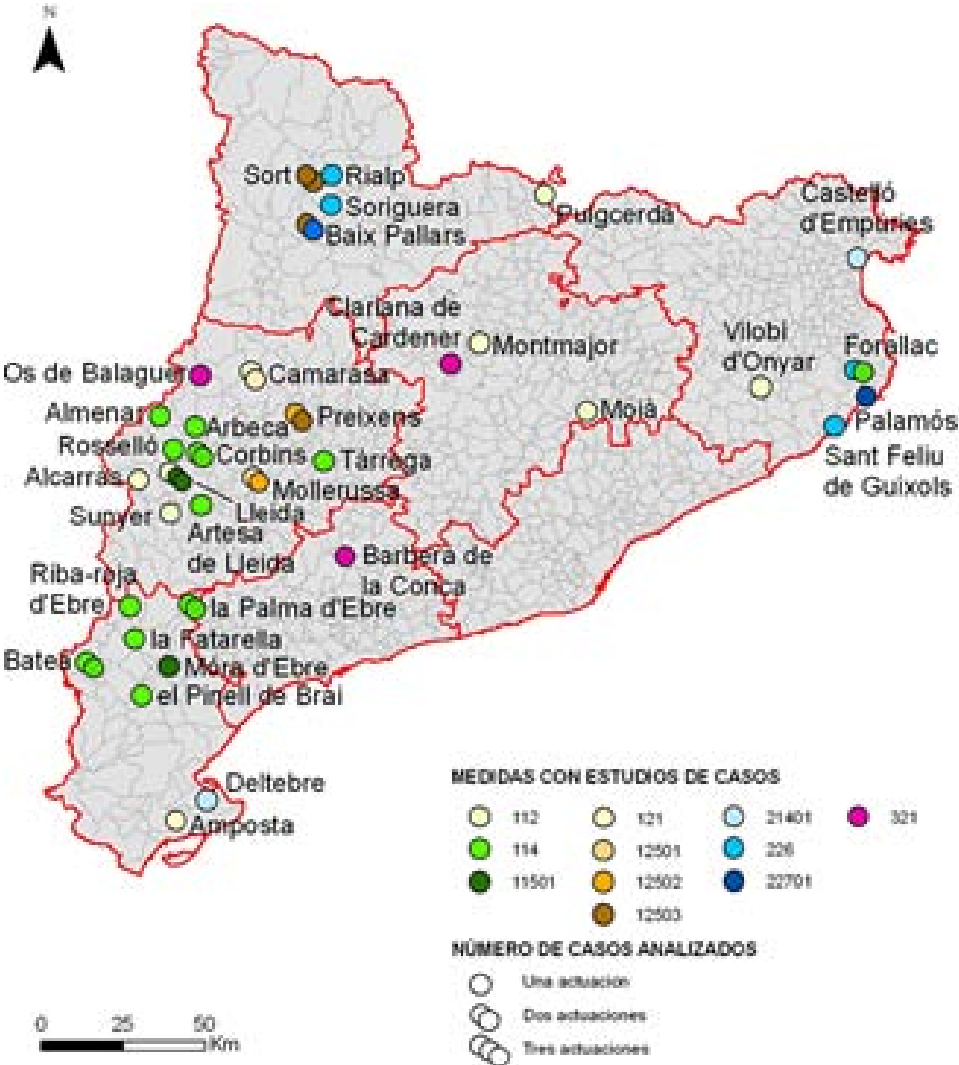 N
Sort
Rialp
Soriguera
Baix Pallars
Puigcerdà
Castelló
d'Empúries
Clariana de
Cardener
Montmajor
Vilobí
d'Onyar
Forallac
Os de Balaguer
Camarasa
Moià
Palamós
Almenar
Preixens
Arbeca
Rosselló
Corbins
Tàrrega
Sant Feliu
de Guíxols
Alcarràs
Mollerussa
Sunyer
Lleida
Artesa
de Lleida
Barberà de
la Conca
Riba-roja
d'Ebre
la Palma d'Ebre
la Fatarella
Batea
Móra d'Ebre
el Pinell de Brai
Deltebre
Amposta
MEDIDAS CON ESTUDIOS DE CASOS
112 121 21401 321
114 12501 226
11501 12502 22701
12503
NÚMERO DE CASOS ANALIZADOS
Una actuación
Dos actuaciones
Tres actuaciones
0 25 50
Km